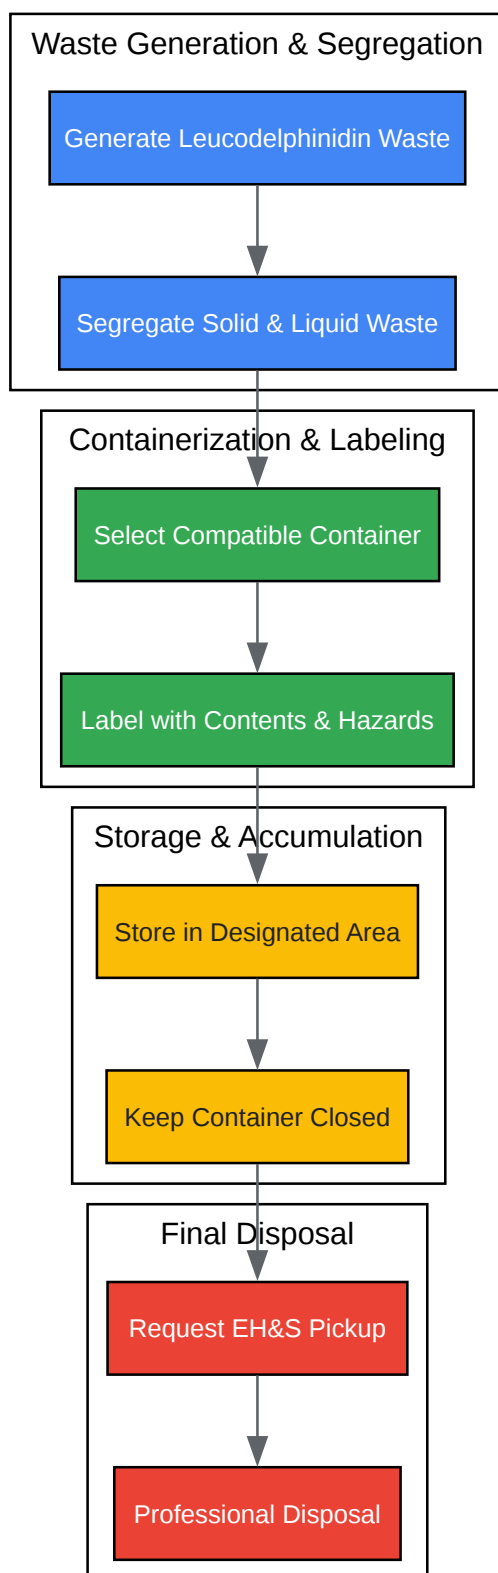 Waste Generation & Segregation
Generate Leucodelphinidin Waste
Segregate Solid & Liquid Waste
Containerization & Labeling
Select Compatible Container
Label with Contents & Hazards
Storage & Accumulation
Store in Designated Area
Keep Container Closed
Final Disposal
Request EH&S Pickup
Professional Disposal